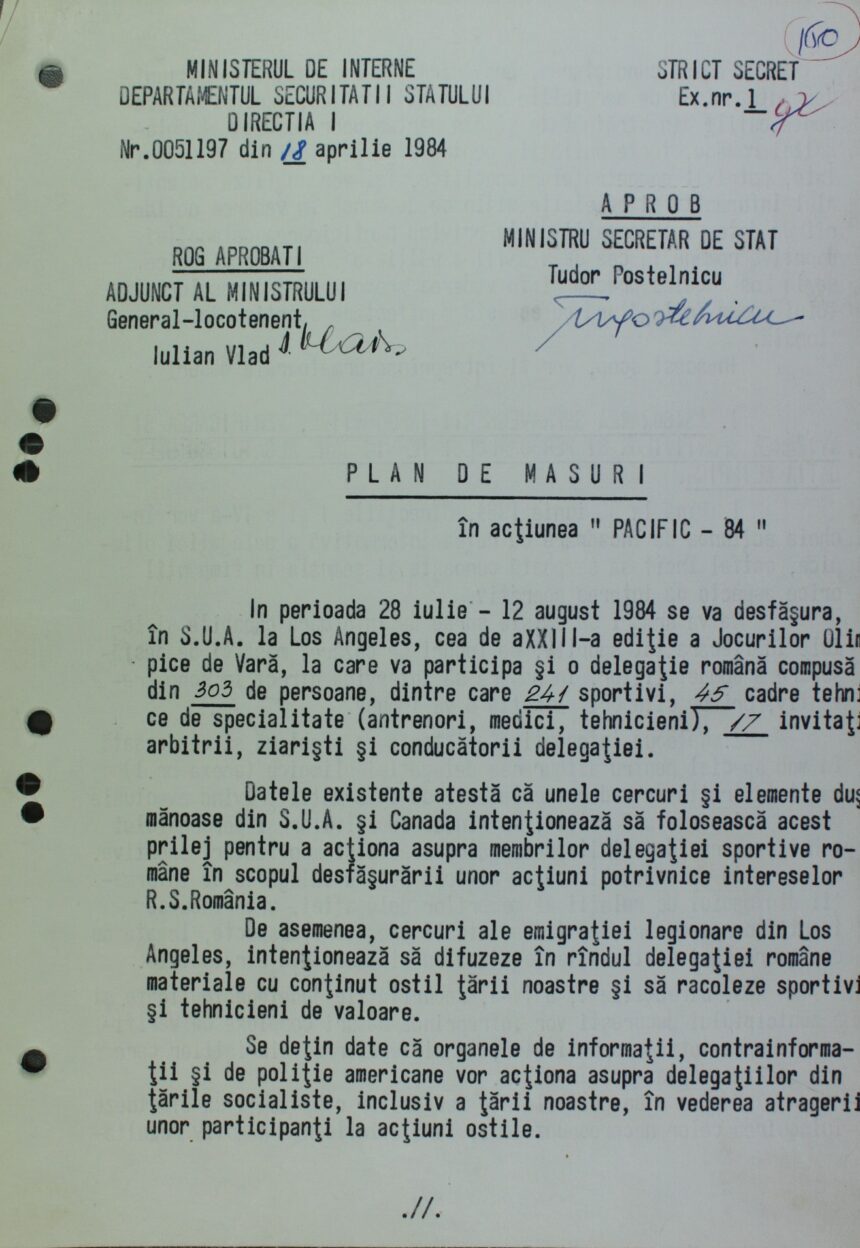 150
MINISTERUL DE INTERNE
DEPARTAMENTUL SECURITATII STATULUI
DIRECTIA I
Nr.0051197 din 18 aprilie 1984
STRICT SECRET
Ex.nr.1
A P R O B
MINISTRU SECRETAR DE STAT
Tudor Postelnicu
ROG APROBATI
ADJUNCT AL MINISTRULUI
General-locotenent
Iulian Vlad
P L A N D E M A S U R I
în acţiunea " PACIFIC - 84 "
In perioada 28 iulie - 12 august 1984 se va desfăşura,
în S.U.A. la Los Angeles, cea de aXXIII-a ediţie a Jocurilor Olim
pice de Vară, la care va participa şi o delegaţie română compusă
din 303 de persoane, dintre care 241 sportivi, 45 cadre tehni
ce de specialitate (antrenori, medici, tehnicieni), 17 invitaţi
arbitrii, ziarişti şi conducătorii delegaţiei.
Datele existente atestă că unele cercuri şi elemente duş
mănoase din S.U.A. şi Canada intenţionează să folosească acest
prilej pentru a acţiona asupra membrilor delegaţiei sportive ro-
mâne în scopul desfăşurării unor acţiuni potrivnice intereselor
R.S.România.
De asemenea, cercuri ale emigraţiei legionare din Los
Angeles, intenţionează să difuzeze în rîndul delegaţiei române
materiale cu conţinut ostil ţării noastre şi să racoleze sportivi
şi tehnicieni de valoare.
Se deţin date că organele de informaţii, contrainforma-
ţii şi de poliţie americane vor acţiona asupra delegaţiilor din
ţările socialiste, inclusiv a ţării noastre, în vederea atragerii
unor participanţi la acţiuni ostile.
.//.